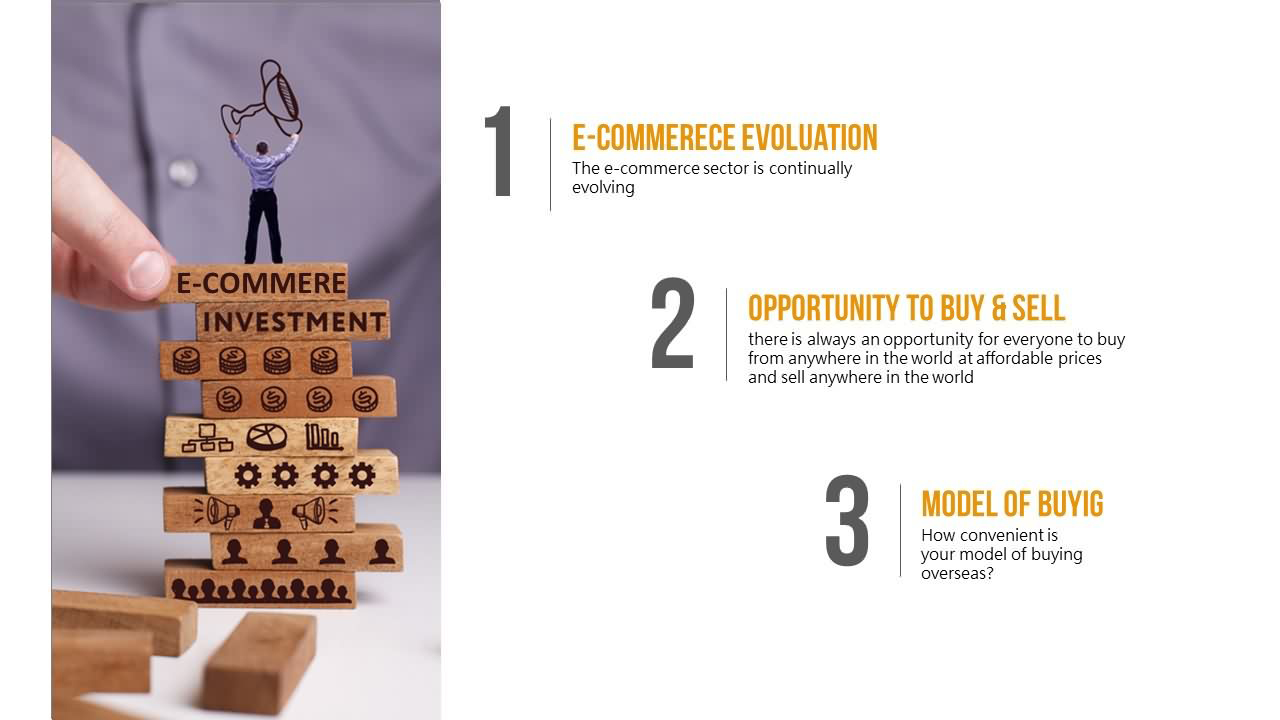 E-COMMERE
INVESTMENT
1
E-COMMERECE EVOLUATION
The e-commerce sector is continually
evolving
2
OPPORTUNITY TO BUY & SELL
there is always an opportunity for everyone to buy
from anywhere in the world at affordable prices
and sell anywhere in the world
3
MODEL OF BUYIG
How convenient is
your model of buying
overseas?